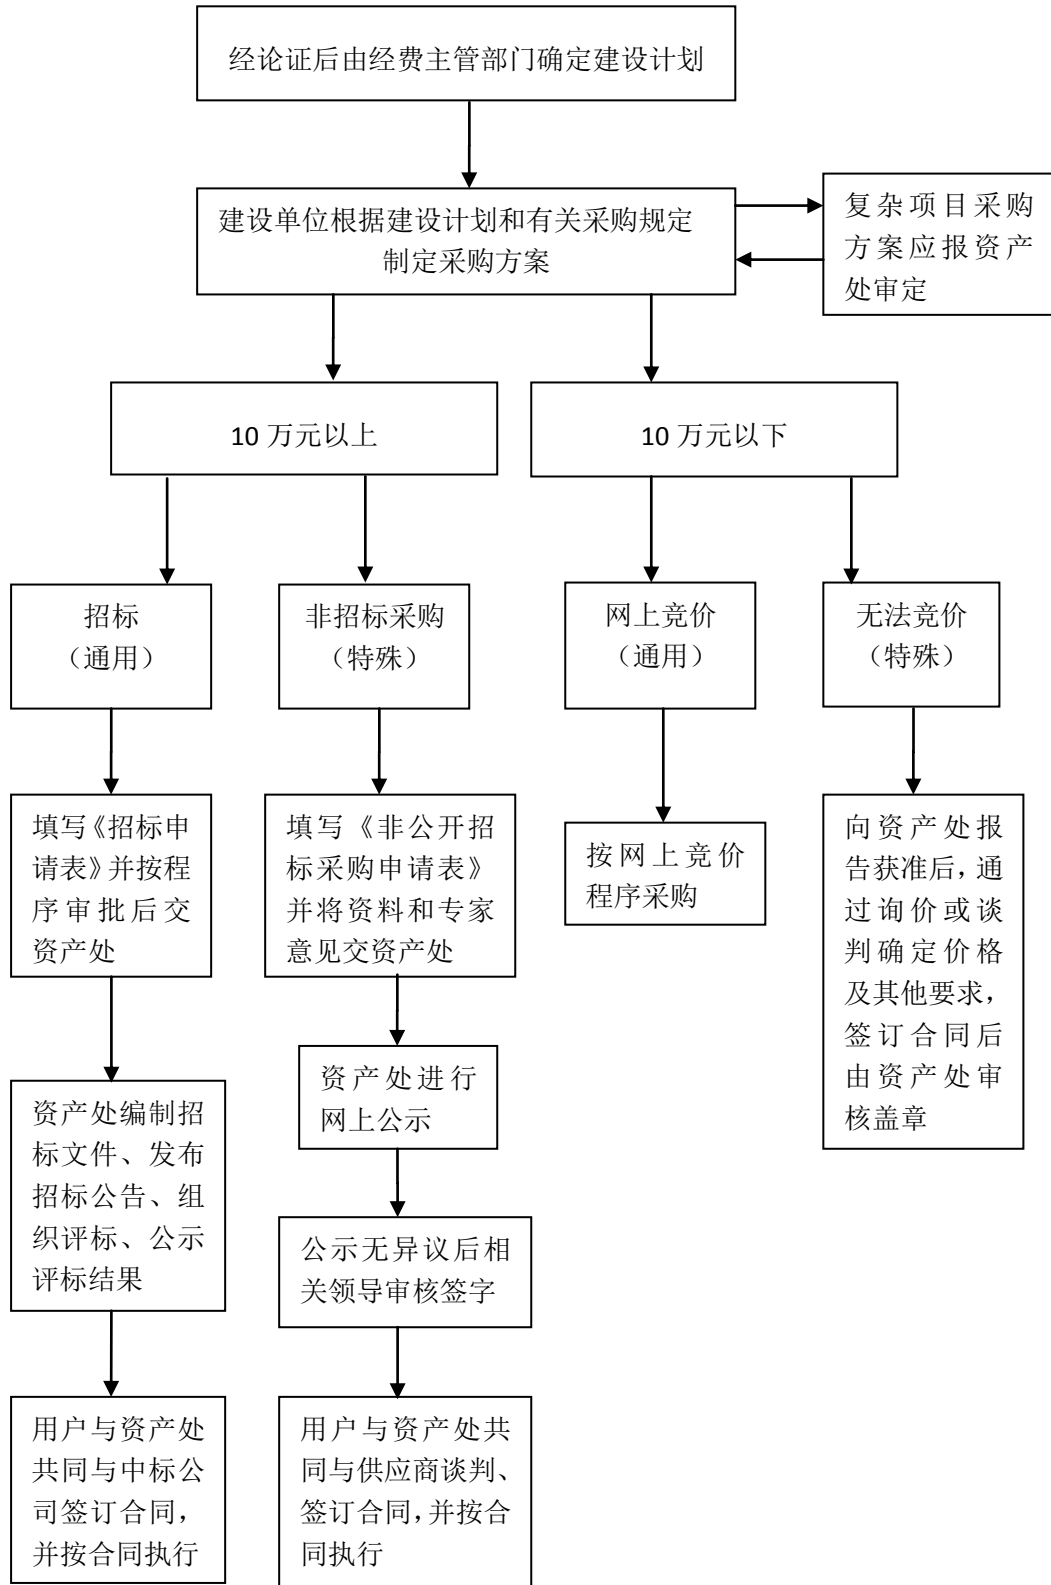 经论证后由经费主管部门确定建设计划
建设单位根据建设计划和有关采购规定
制定采购方案
复杂项目采购
方案应报资产
处审定
10 万元以上
10 万元以下
招标
（通用）
非招标采购
（特殊）
网上竞价
（通用）
无法竞价
（特殊）
填写《招标申
请表》并按程
序审批后交
资产处
填写《非公开招
标采购申请表》
并将资料和专家
意见交资产处
按网上竞价
程序采购
向资产处报
告获准后，通
过询价或谈
判确定价格
及其他要求，
签订合同后
由资产处审
核盖章
资产处进行
网上公示
资产处编制招
标文件、发布
招标公告、组
织评标、公示
评标结果
公示无异议后相
关领导审核签字
用户与资产处
共同与中标公
司签订合同，
并按合同执行
用户与资产处共
同与供应商谈判、
签订合同，并按合
同执行